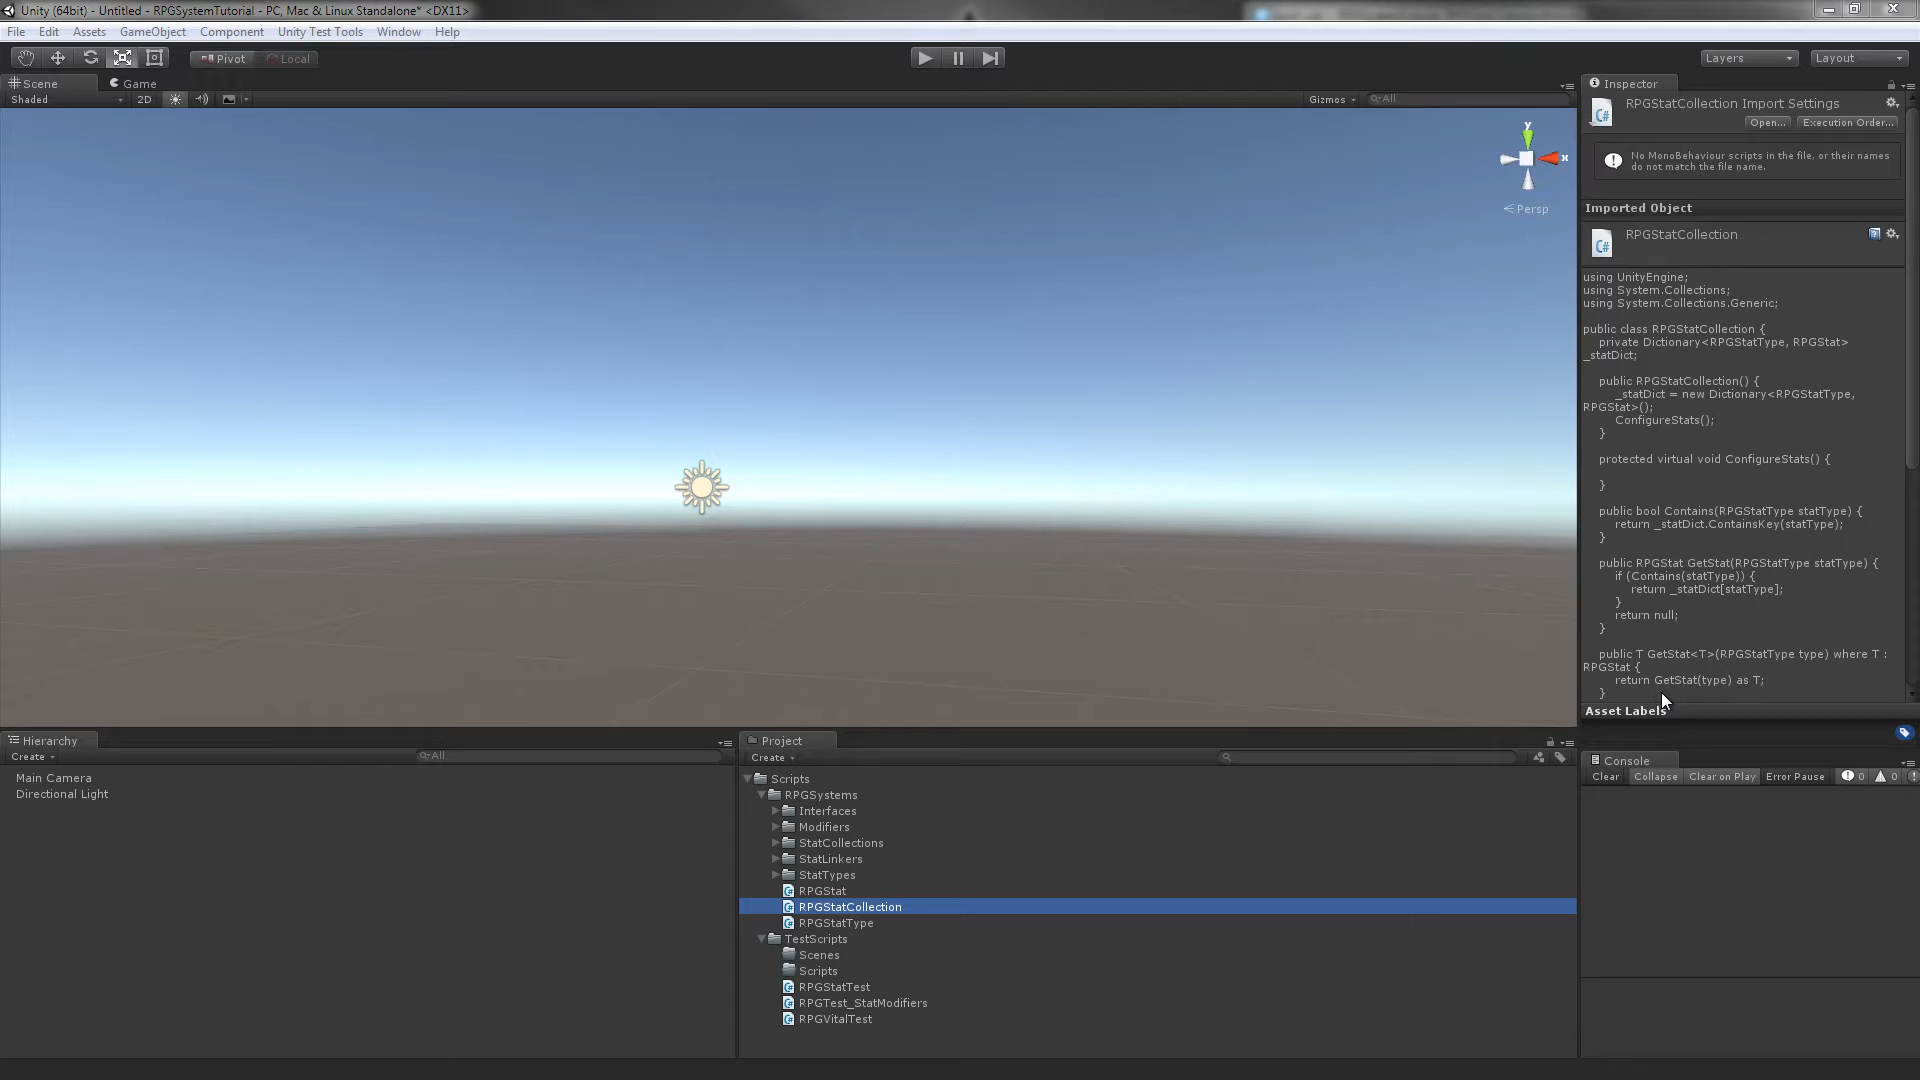 Unity (64bit) - Untitled - RPGSystemTutorial - PC, Mac & Linux Standalone* <DX11>
File Edit Assets GameObject Component Unity Test Tools Window Help
Pivot Local Layers Layout
Scene Game
Shaded 2D Gizmos All
y
x
Persp
Inspector
RPGStatCollection Import Settings
Open... Execution Order...
No MonoBehaviour scripts in the file, or their names
do not match the file name.
Imported Object
RPGStatCollection
using UnityEngine;
using System.Collections;
using System.Collections.Generic;
public class RPGStatCollection {
private Dictionary<RPGStatType, RPGStat>
_statDict;
public RPGStatCollection() {
_statDict = new Dictionary<RPGStatType,
RPGStat>();
ConfigureStats();
}
protected virtual void ConfigureStats() {
}
public bool Contains(RPGStatType statType) {
return _statDict.ContainsKey(statType);
}
public RPGStat GetStat(RPGStatType statType) {
if (Contains(statType)) {
return _statDict[statType];
}
return null;
}
public T GetStat<T>(RPGStatType type) where T :
RPGStat {
return GetStat(type) as T;
}
Asset Labels
Hierarchy
Create All
Main Camera
Directional Light
Project
Create
Scripts
RPGSystems
Interfaces
Modifiers
StatCollections
StatLinkers
StatTypes
RPGStat
RPGStatCollection
RPGStatType
TestScripts
Scenes
Scripts
RPGStatTest
RPGTest_StatModifiers
RPGVitalTest
Console
Clear Collapse Clear on Play Error Pause 0 0